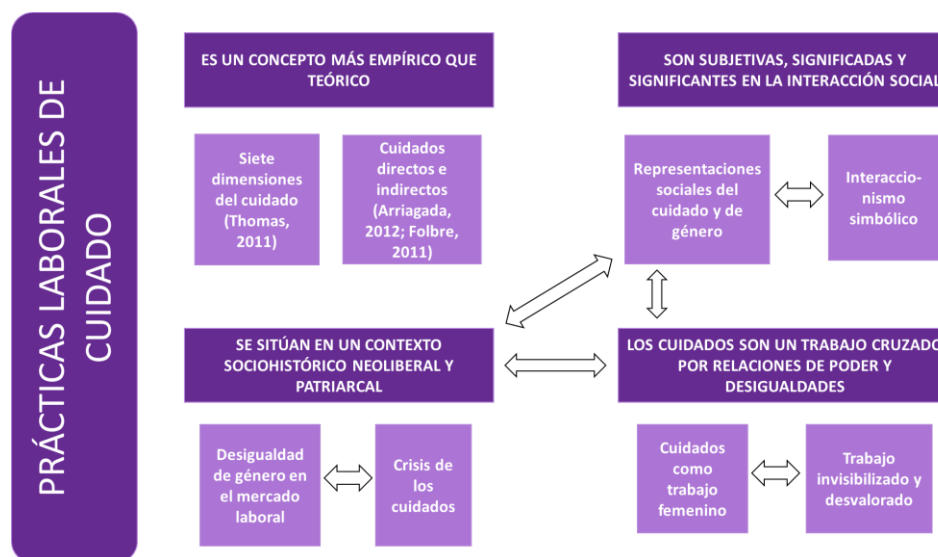 PRÁCTICAS LABORALES DE
CUIDADO
ES UN CONCEPTO MÁS EMPÍRICO QUE
TEÓRICO
Siete
dimensiones
del cuidado
(Thomas,
2011)
Cuidados
directos e
indirectos
(Arriagada,
2012; Folbre,
2011)
SON SUBJETIVAS, SIGNIFICADAS Y
SIGNIFICANTES EN LA INTERACCIÓN SOCIAL
Representaciones
sociales del
cuidado y de
género
Interaccio-
nismo
simbólico
SE SITÚAN EN UN CONTEXTO
SOCIOHISTÓRICO NEOLIBERAL Y
PATRIARCAL
Desigualdad
de género en
el mercado
laboral
Crisis de
los
cuidados
LOS CUIDADOS SON UN TRABAJO CRUZADO
POR RELACIONES DE PODER Y
DESIGUALDADES
Cuidados
como
trabajo
femenino
Trabajo
invisibilizado y
desvalorado